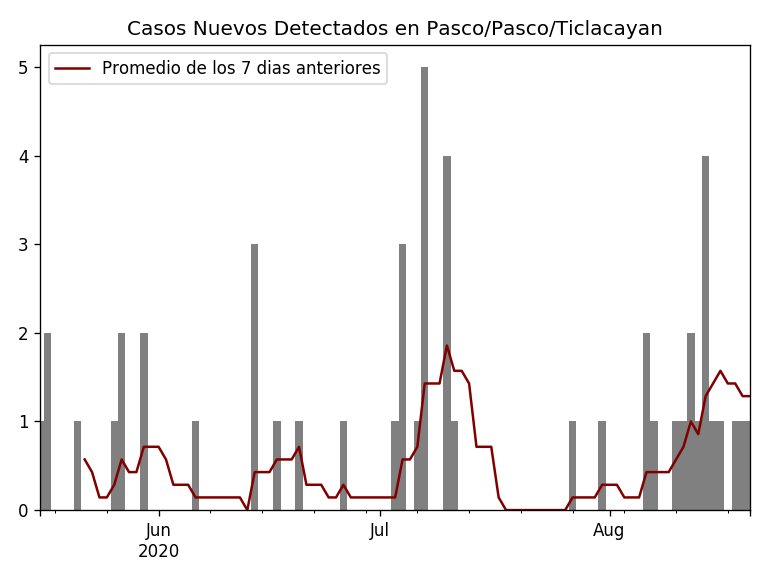 Casos Nuevos Detectados en Pasco/Pasco/Ticlacayan
Promedio de los 7 dias anteriores
5
4
3
2
1
0
Jun
2020
Jul
Aug